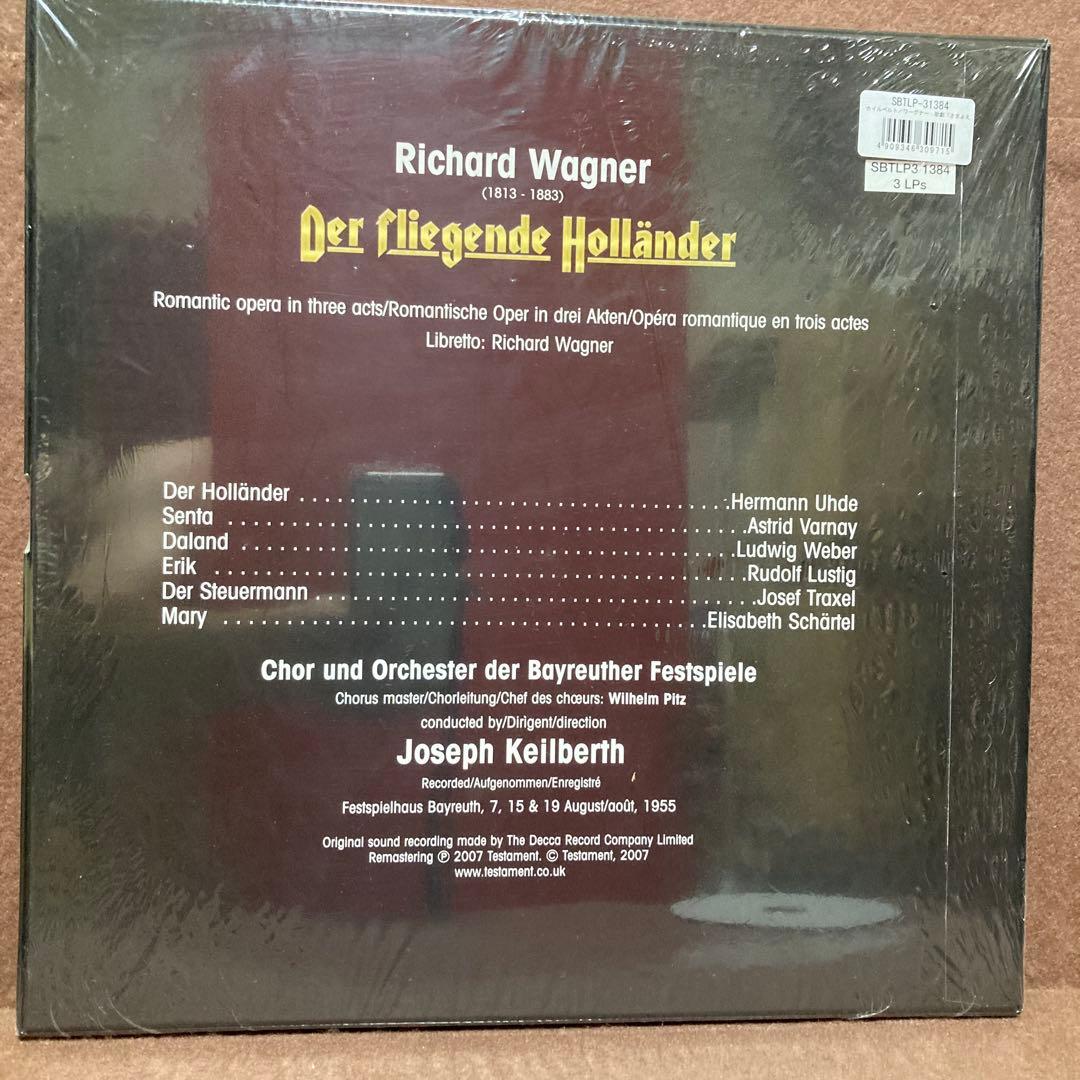 SBTLP-31384
4 908346 309715
SBTLP3 1384
3 LPs
Richard Wagner
(1813 - 1883)
Der fliegende Holländer
Romantic opera in three acts/Romantische Oper in drei Akten/Opéra romantique en trois actes
Libretto: Richard Wagner
Der Holländer . . . . . . . . . . . . . . . . . . . . . . . . . . . . . . . . . .Hermann Uhde
Senta . . . . . . . . . . . . . . . . . . . . . . . . . . . . . . . . . . . . . . . . .Astrid Varnay
Daland . . . . . . . . . . . . . . . . . . . . . . . . . . . . . . . . . . . . . . .Ludwig Weber
Erik . . . . . . . . . . . . . . . . . . . . . . . . . . . . . . . . . . . . . . . . . .Rudolf Lustig
Der Steuermann . . . . . . . . . . . . . . . . . . . . . . . . . . . . . . . . . .Josef Traxel
Mary . . . . . . . . . . . . . . . . . . . . . . . . . . . . . . . . . . . . . .Elisabeth Schärtel
Chor und Orchester der Bayreuther Festspiele
Chorus master/Chorleitung/Chef des chœurs: Wilhelm Pitz
conducted by/Dirigent/direction
Joseph Keilberth
Recorded/Aufgenommen/Enregistré
Festspielhaus Bayreuth, 7, 15 & 19 August/août, 1955
Original sound recording made by The Decca Record Company Limited
Remastering ℗ 2007 Testament. © Testament, 2007
www.testament.co.uk